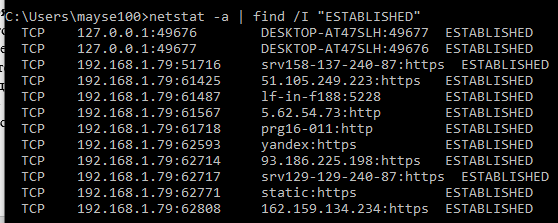 C:\Users\mayse100>netstat -a | find /I "ESTABLISHED"
TCP 127.0.0.1:49676 DESKTOP-AT47SLH:49677 ESTABLISHED
TCP 127.0.0.1:49677 DESKTOP-AT47SLH:49676 ESTABLISHED
TCP 192.168.1.79:51716 srv158-137-240-87:https ESTABLISHED
TCP 192.168.1.79:61425 51.105.249.223:https ESTABLISHED
TCP 192.168.1.79:61487 lf-in-f188:5228 ESTABLISHED
TCP 192.168.1.79:61567 5.62.54.73:http ESTABLISHED
TCP 192.168.1.79:61718 prg16-011:http ESTABLISHED
TCP 192.168.1.79:62593 yandex:https ESTABLISHED
TCP 192.168.1.79:62714 93.186.225.198:https ESTABLISHED
TCP 192.168.1.79:62717 srv129-129-240-87:https ESTABLISHED
TCP 192.168.1.79:62771 static:https ESTABLISHED
TCP 192.168.1.79:62808 162.159.134.234:https ESTABLISHED